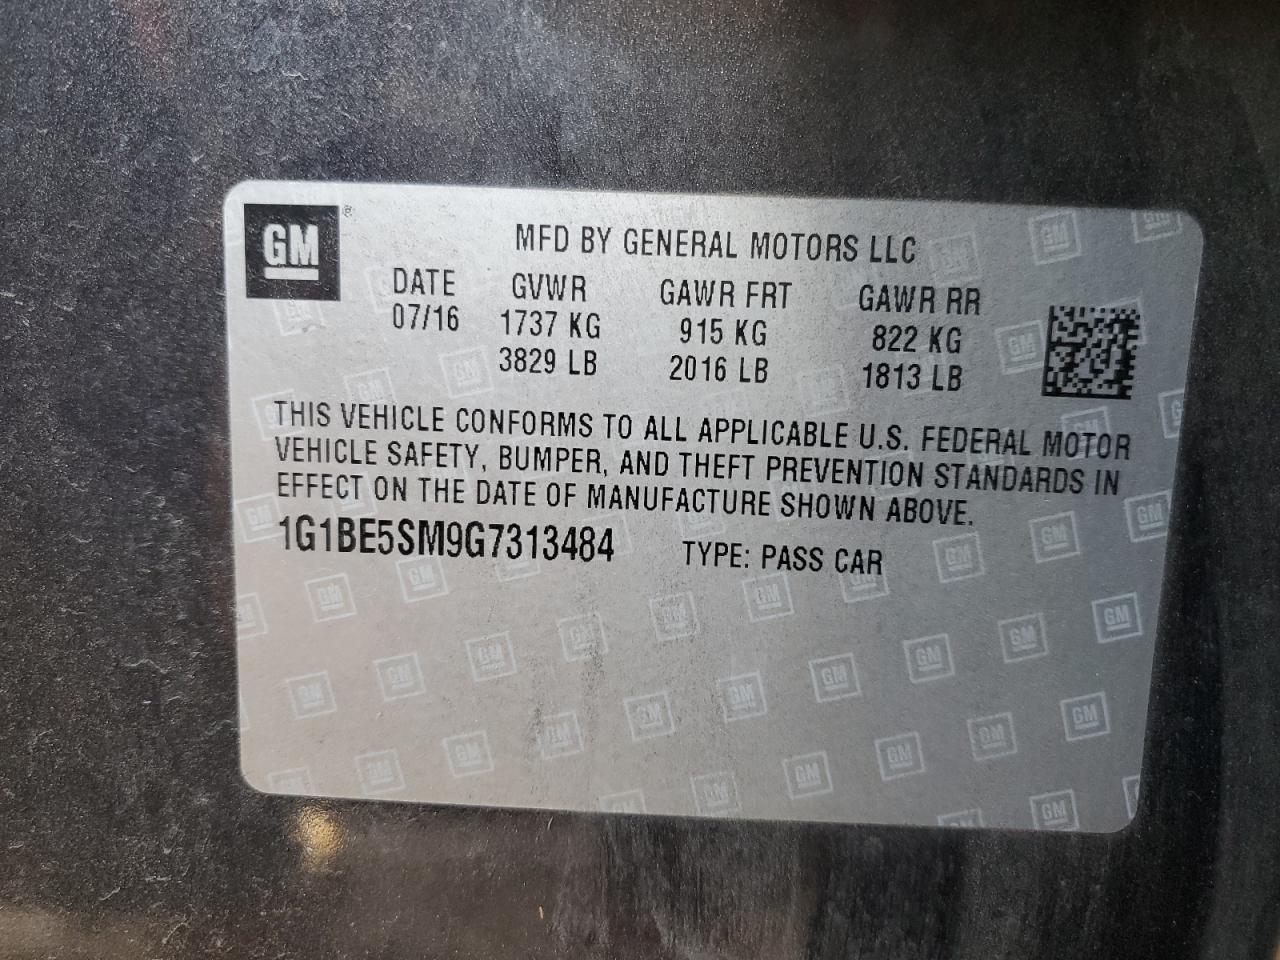 GM ®
MFD BY GENERAL MOTORS LLC
DATE GVWR GAWR FRT GAWR RR
07/16 1737 KG 915 KG 822 KG
3829 LB 2016 LB 1813 LB
THIS VEHICLE CONFORMS TO ALL APPLICABLE U.S. FEDERAL MOTOR
VEHICLE SAFETY, BUMPER, AND THEFT PREVENTION STANDARDS IN
EFFECT ON THE DATE OF MANUFACTURE SHOWN ABOVE.
1G1BE5SM9G7313484 TYPE: PASS CAR